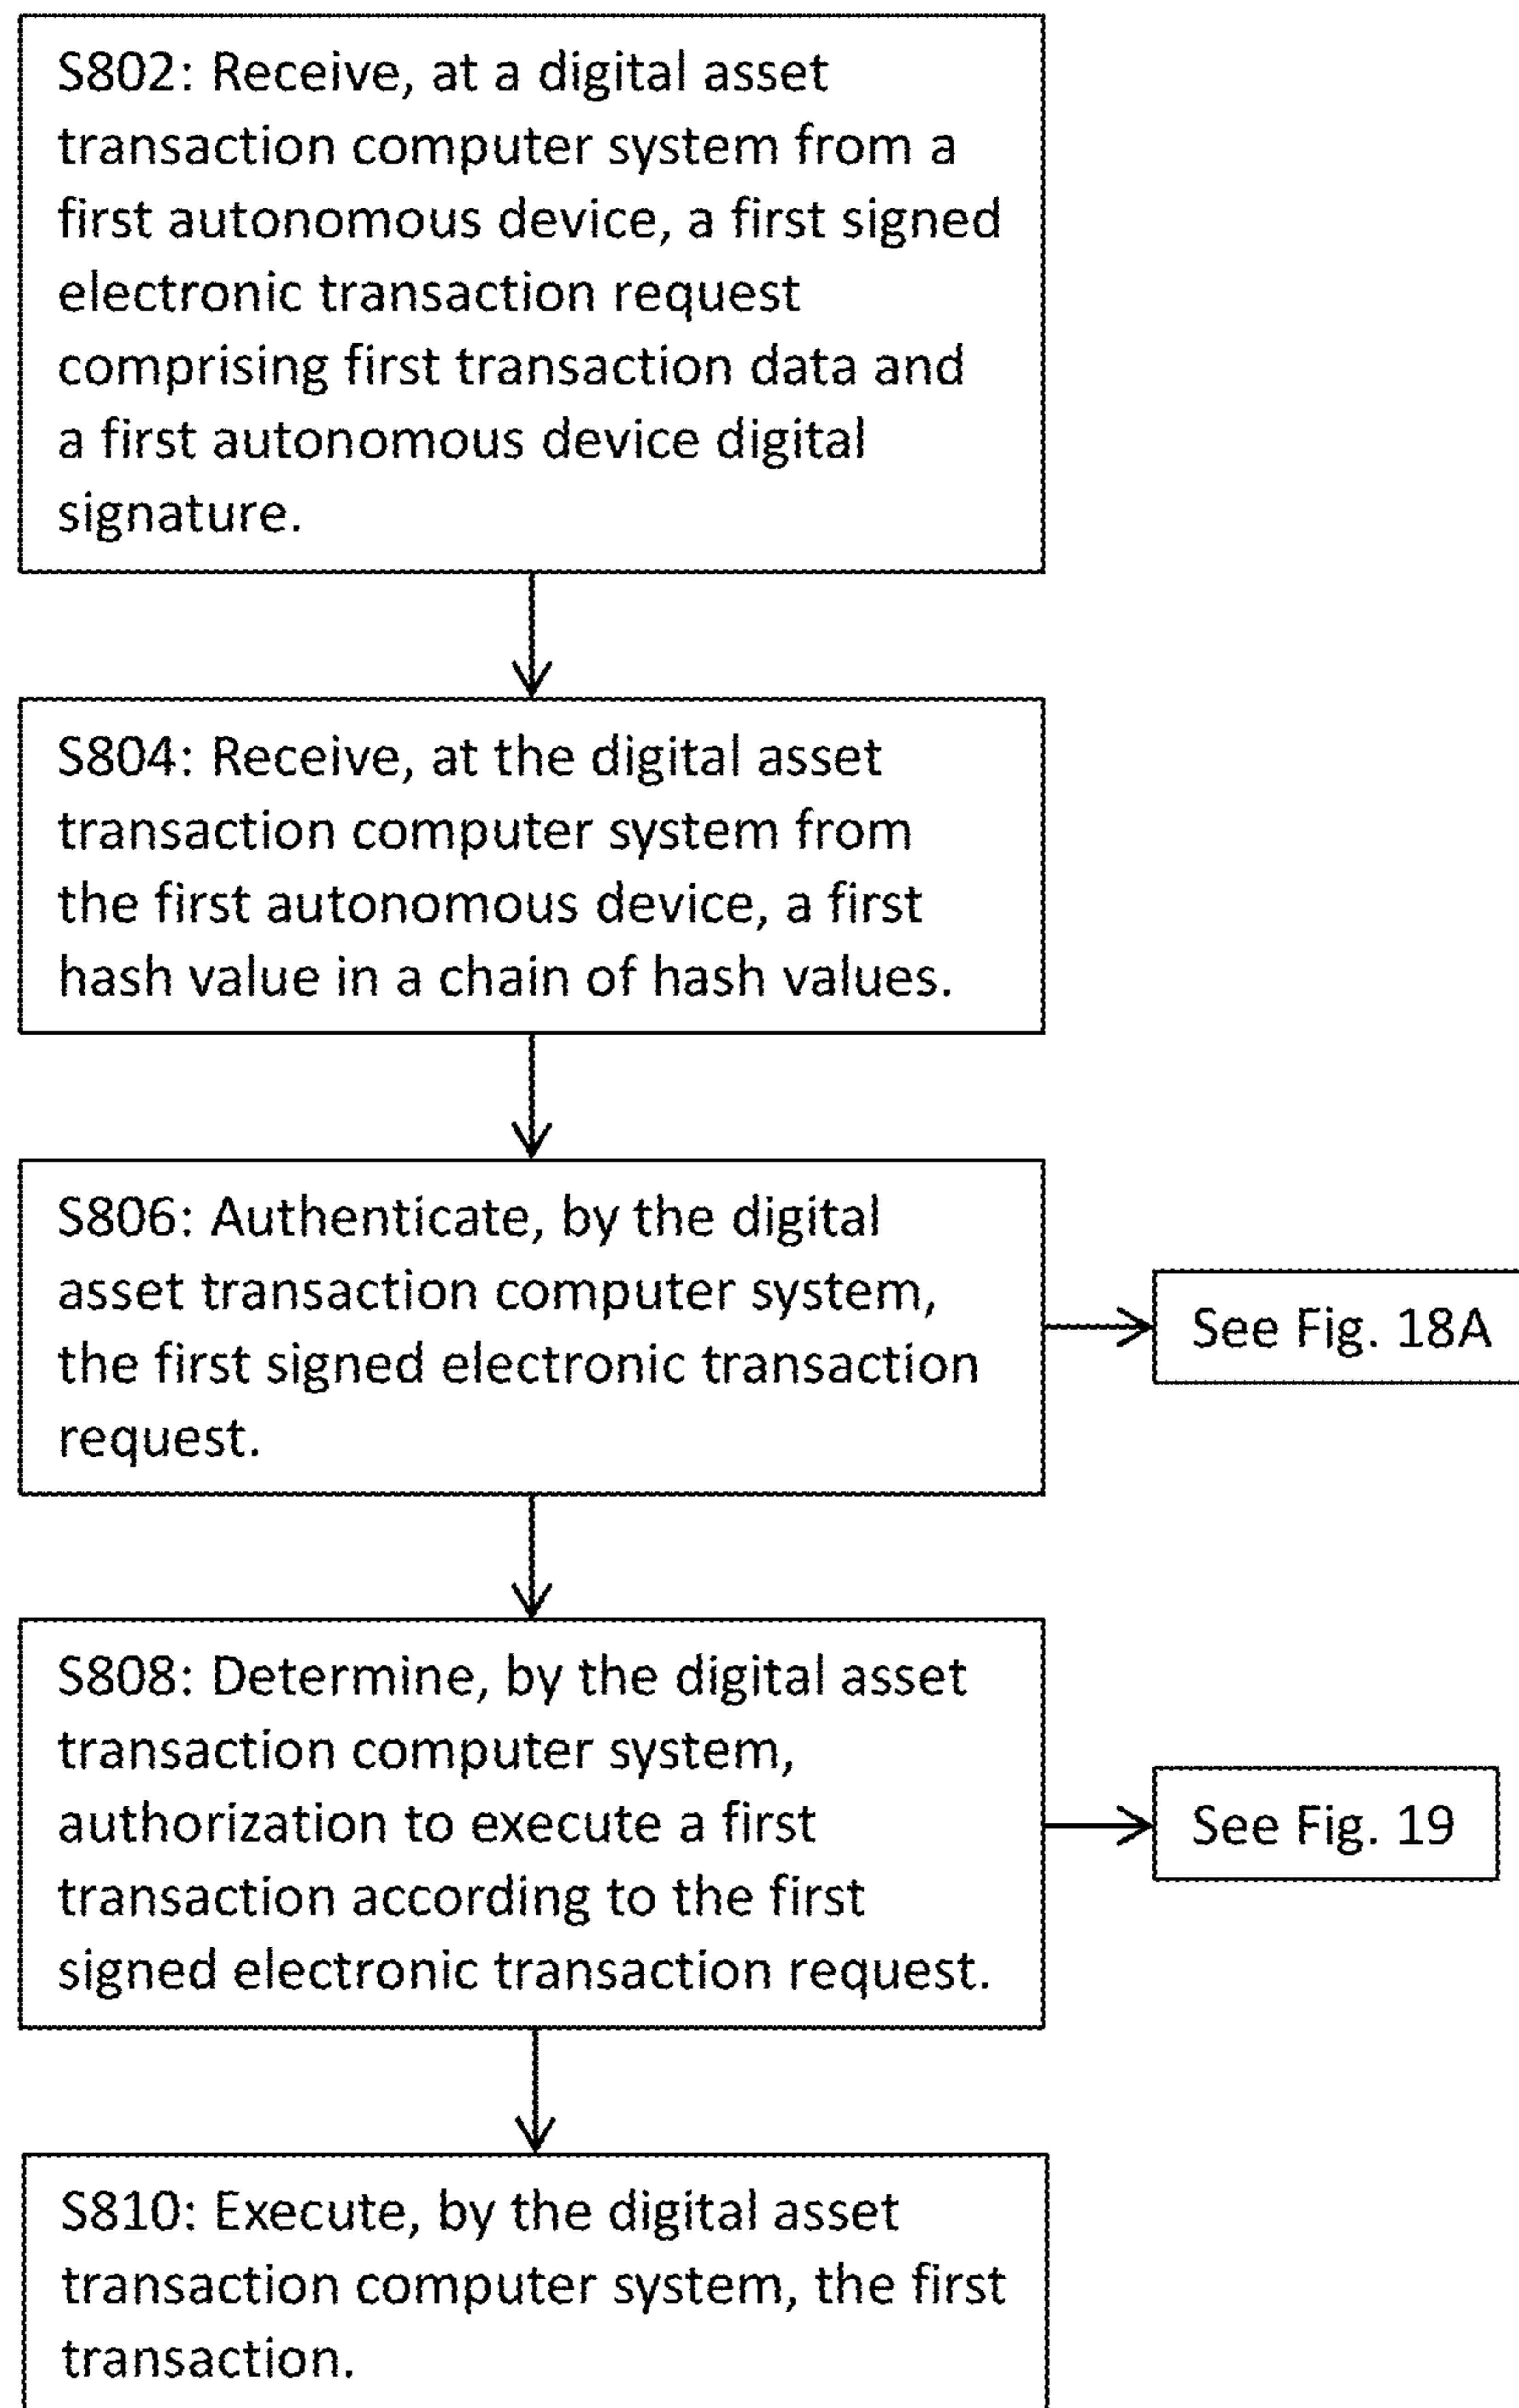 S802: Receive, at a digital asset
transaction computer system from a
first autonomous device, a first signed
electronic transaction request
comprising first transaction data and
a first autonomous device digital
signature.
S804: Receive, at the digital asset
transaction computer system from
the first autonomous device, a first
hash value in a chain of hash values.
S806: Authenticate, by the digital
asset transaction computer system,
the first signed electronic transaction
request.
See Fig. 18A
S808: Determine, by the digital asset
transaction computer system,
authorization to execute a first
transaction according to the first
signed electronic transaction request.
See Fig. 19
S810: Execute, by the digital asset
transaction computer system, the first
transaction.